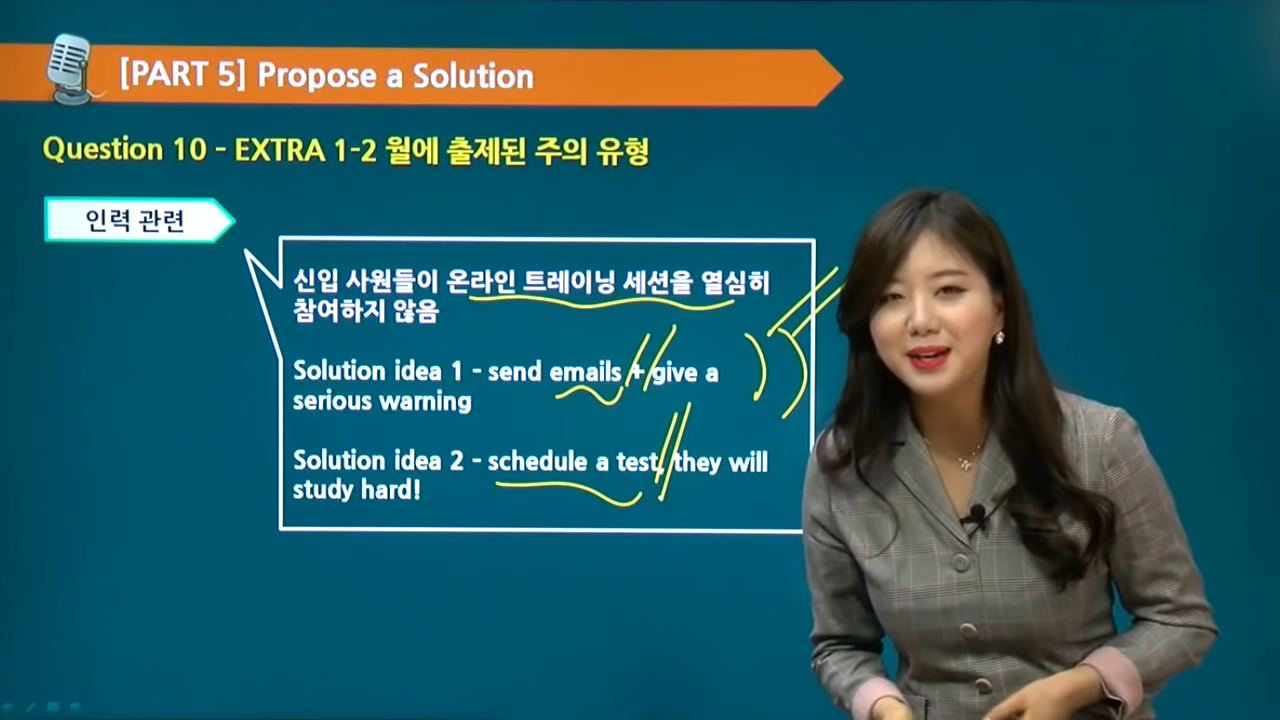 [PART 5] Propose a Solution
Question 10 - EXTRA 1-2 월에 출제된 주의 유형
인력 관련
신입 사원들이 온라인 트레이닝 세션을 열심히
참여하지 않음
Solution idea 1 - send emails + give a
serious warning
Solution idea 2 - schedule a test, they will
study hard!